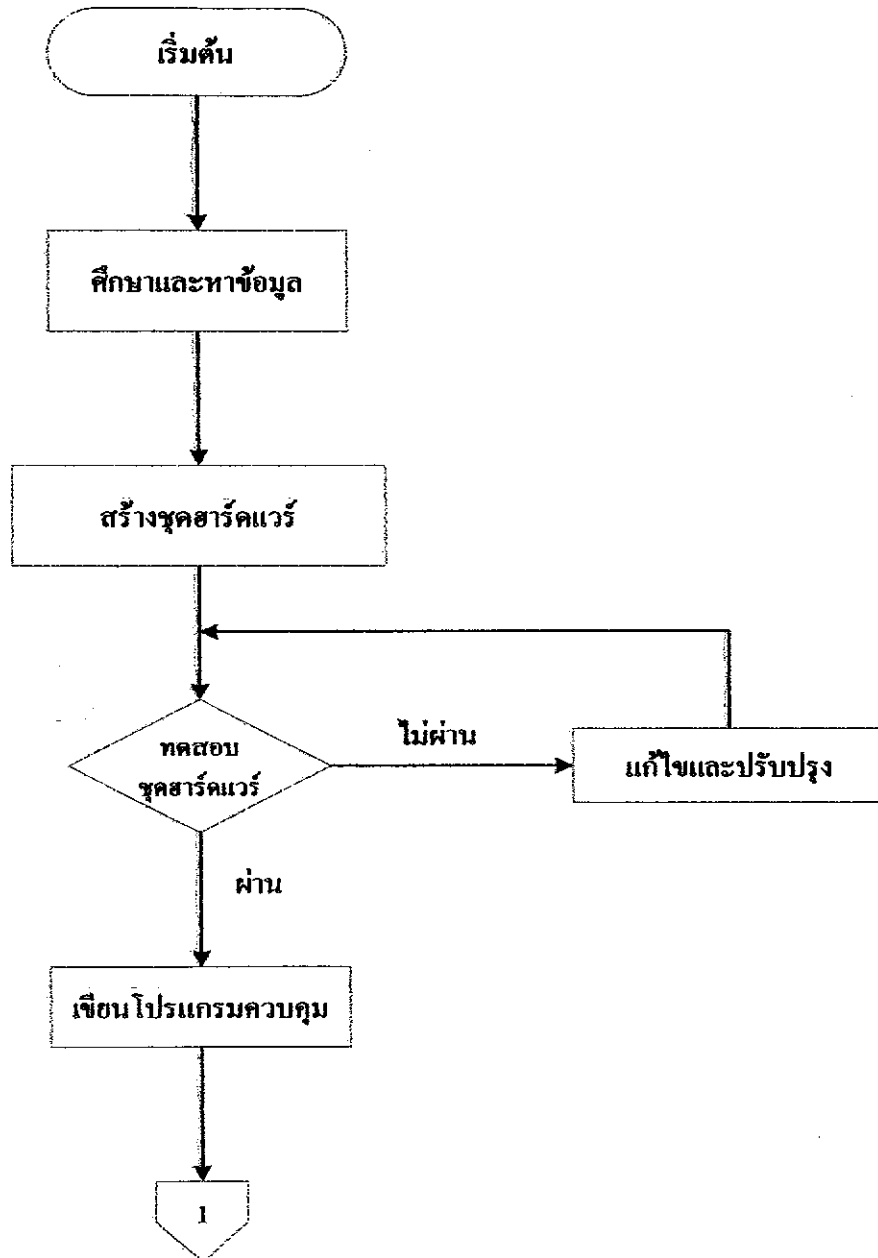 เริ่มต้น
ศึกษาและหาข้อมูล
สร้างชุดฮาร์ดแวร์
ทดสอบ
ชุดฮาร์ดแวร์
ไม่ผ่าน
แก้ไขและปรับปรุง
ผ่าน
เขียนโปรแกรมควบคุม
1